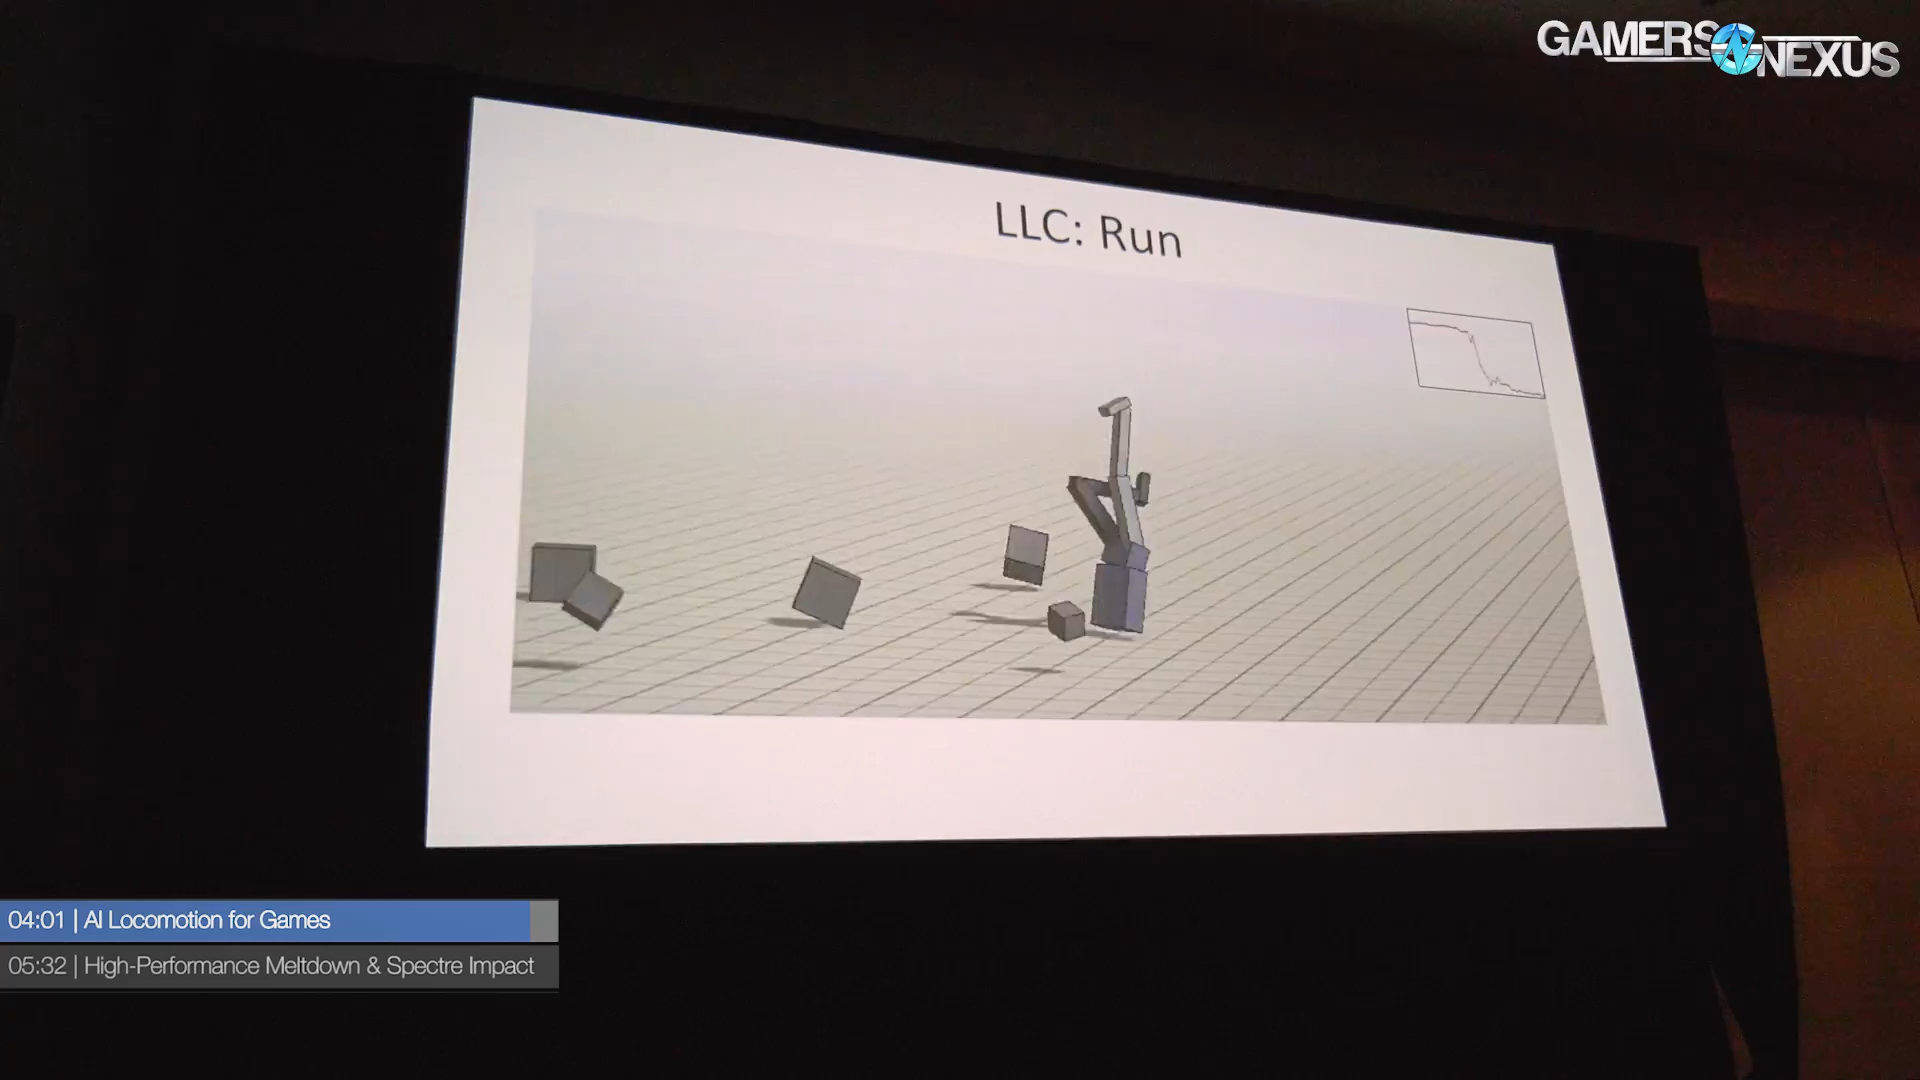 GAMERS NEXUS
LLC: Run
04:01 | AI Locomotion for Games
05:32 | High-Performance Meltdown & Spectre Impact